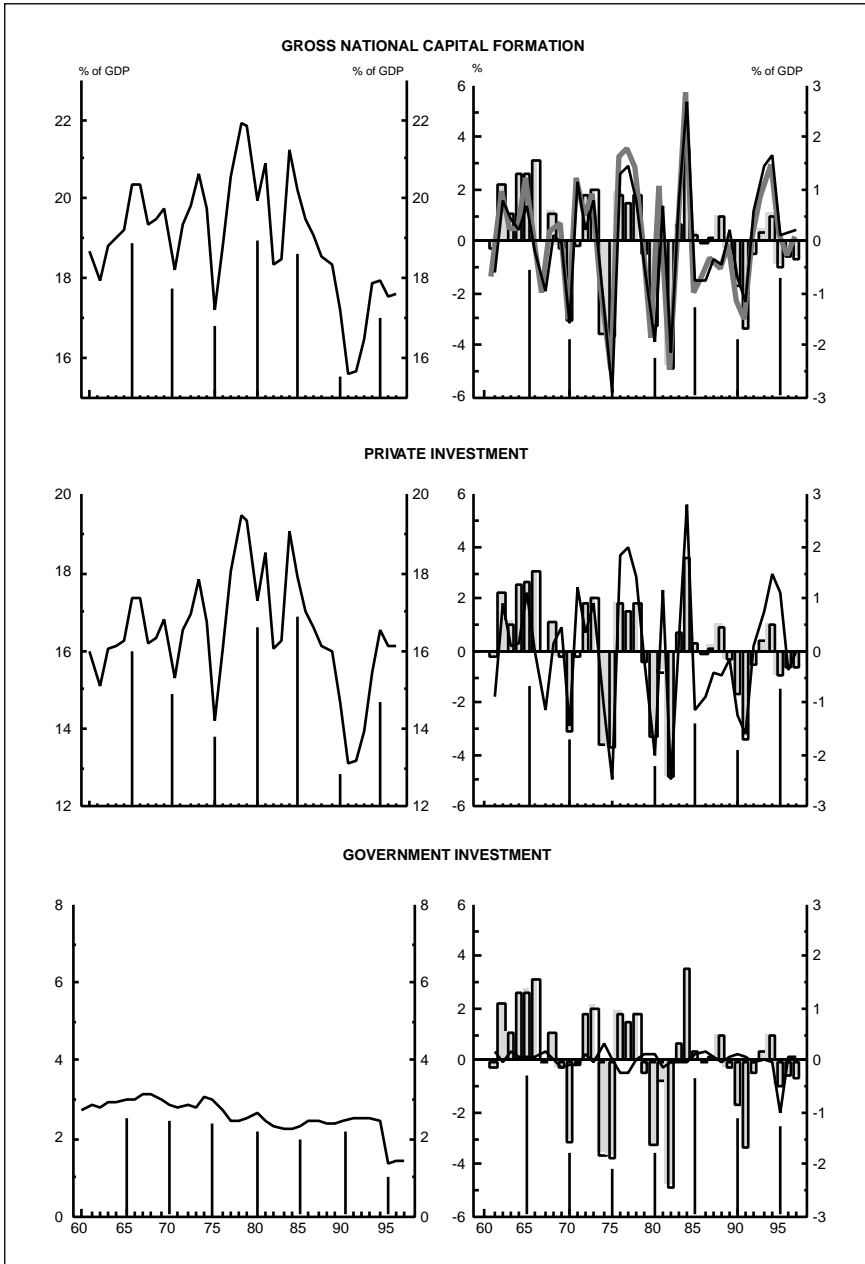 GROSS NATIONAL CAPITAL FORMATION
% of GDP % of GDP % % of GDP
22 22 6 3
20 20 4 2
18 18 2 1
16 16 0 0
-2 -1
-4 -2
-6 -3
PRIVATE INVESTMENT
20 20 6 3
18 18 4 2
16 16 2 1
14 14 0 0
12 12 -2 -1
-4 -2
-6 -3
GOVERNMENT INVESTMENT
8 8 6 3
6 6 4 2
4 4 2 1
2 2 0 0
0 0 -2 -1
-4 -2
-6 -3
60 65 70 75 80 85 90 95 60 65 70 75 80 85 90 95